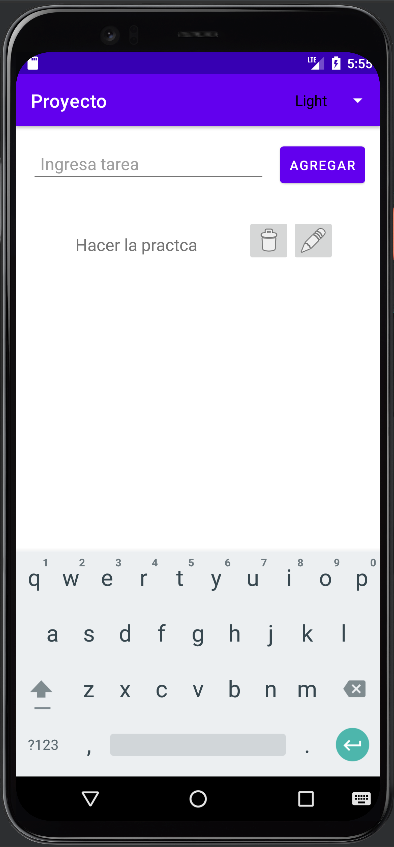 LTE 5:55
Proyecto Light
Ingresa tarea AGREGAR
Hacer la practca
1 2 3 4 5 6 7 8 9 0
q w e r t y u i o p
a s d f g h j k l
z x c v b n m
?123 , .